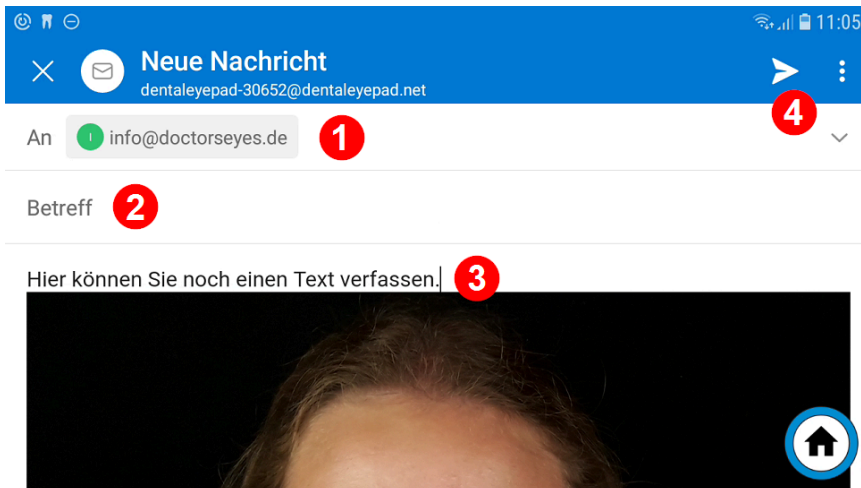 11:05
Neue Nachricht
dentaleyepad-30652@dentaleyepad.net
4
An I info@doctorseyes.de 1
Betreff 2
Hier können Sie noch einen Text verfassen. 3